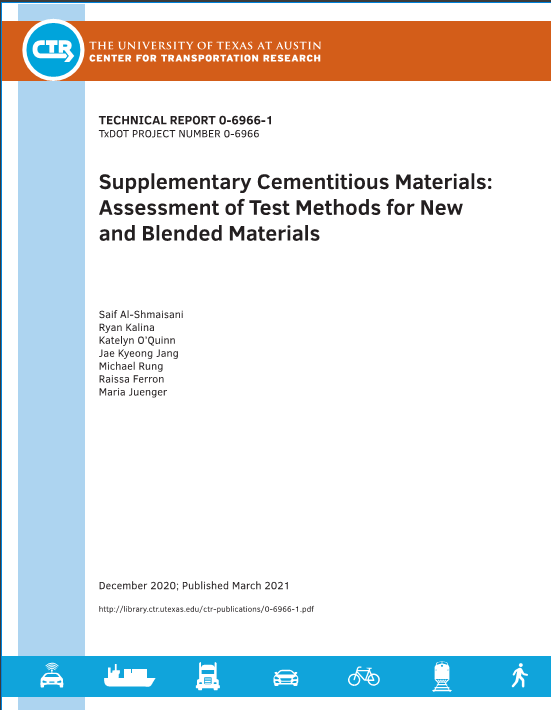 CTR
THE UNIVERSITY OF TEXAS AT AUSTIN
CENTER FOR TRANSPORTATION RESEARCH
TECHNICAL REPORT 0-6966-1
TxDOT PROJECT NUMBER 0-6966
Supplementary Cementitious Materials:
Assessment of Test Methods for New
and Blended Materials
Saif Al-Shmaisani
Ryan Kalina
Katelyn O'Quinn
Jae Kyeong Jang
Michael Rung
Raissa Ferron
Maria Juenger
December 2020; Published March 2021
http://library.ctr.utexas.edu/ctr-publications/0-6966-1.pdf